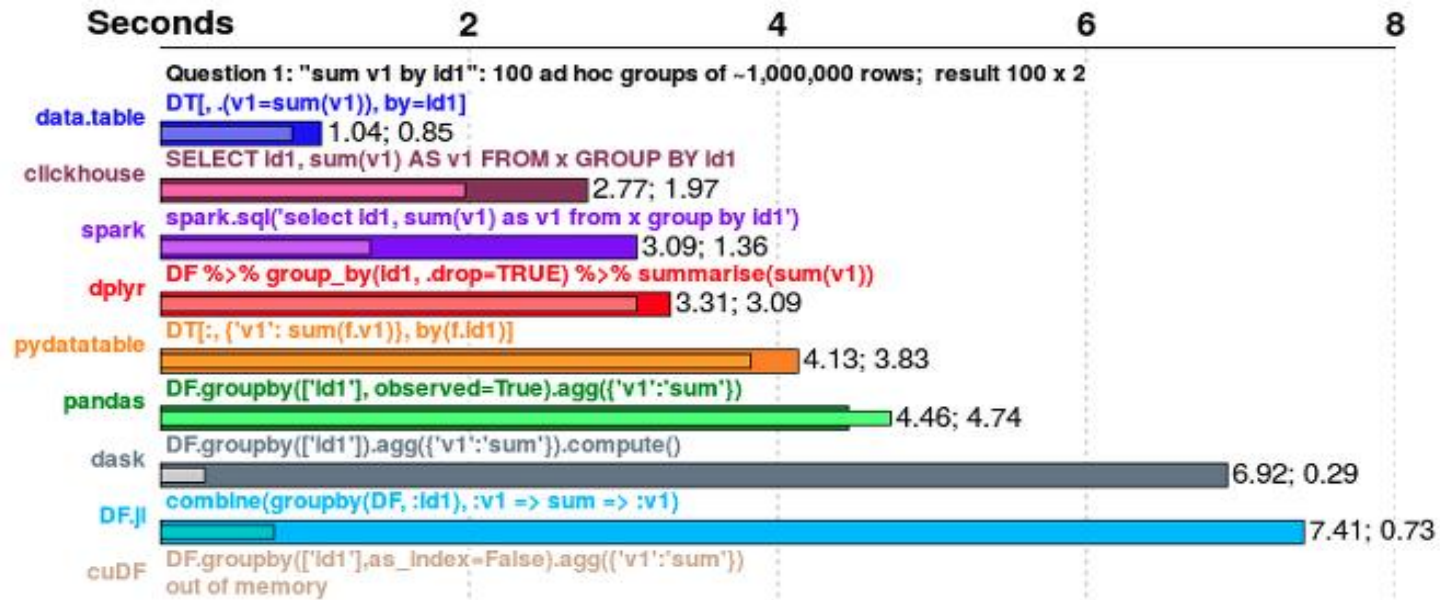 Seconds 2 4 6 8
Question 1: "sum v1 by id1": 100 ad hoc groups of ~1,000,000 rows; result 100 x 2
DT[, .(v1=sum(v1)), by=id1]
data.table 1.04; 0.85
SELECT id1, sum(v1) AS v1 FROM x GROUP BY id1
clickhouse 2.77; 1.97
spark.sql('select id1, sum(v1) as v1 from x group by id1')
spark 3.09; 1.36
DF %>% group_by(id1, .drop=TRUE) %>% summarise(sum(v1))
dplyr 3.31; 3.09
DT[:, {'v1': sum(f.v1)}, by(f.id1)]
pydatatable 4.13; 3.83
DF.groupby(['id1'], observed=True).agg({'v1':'sum'})
pandas 4.46; 4.74
DF.groupby(['id1']).agg({'v1':'sum'}).compute()
dask 6.92; 0.29
combine(groupby(DF, :id1), :v1 => sum => :v1)
DF.jl 7.41; 0.73
DF.groupby(['id1'],as_index=False).agg({'v1':'sum'})
cuDF
out of memory